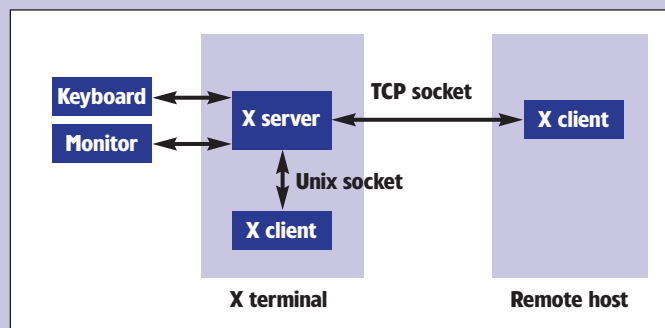 Keyboard
Monitor
X server
TCP socket
X client
Unix socket
X client
X terminal
Remote host